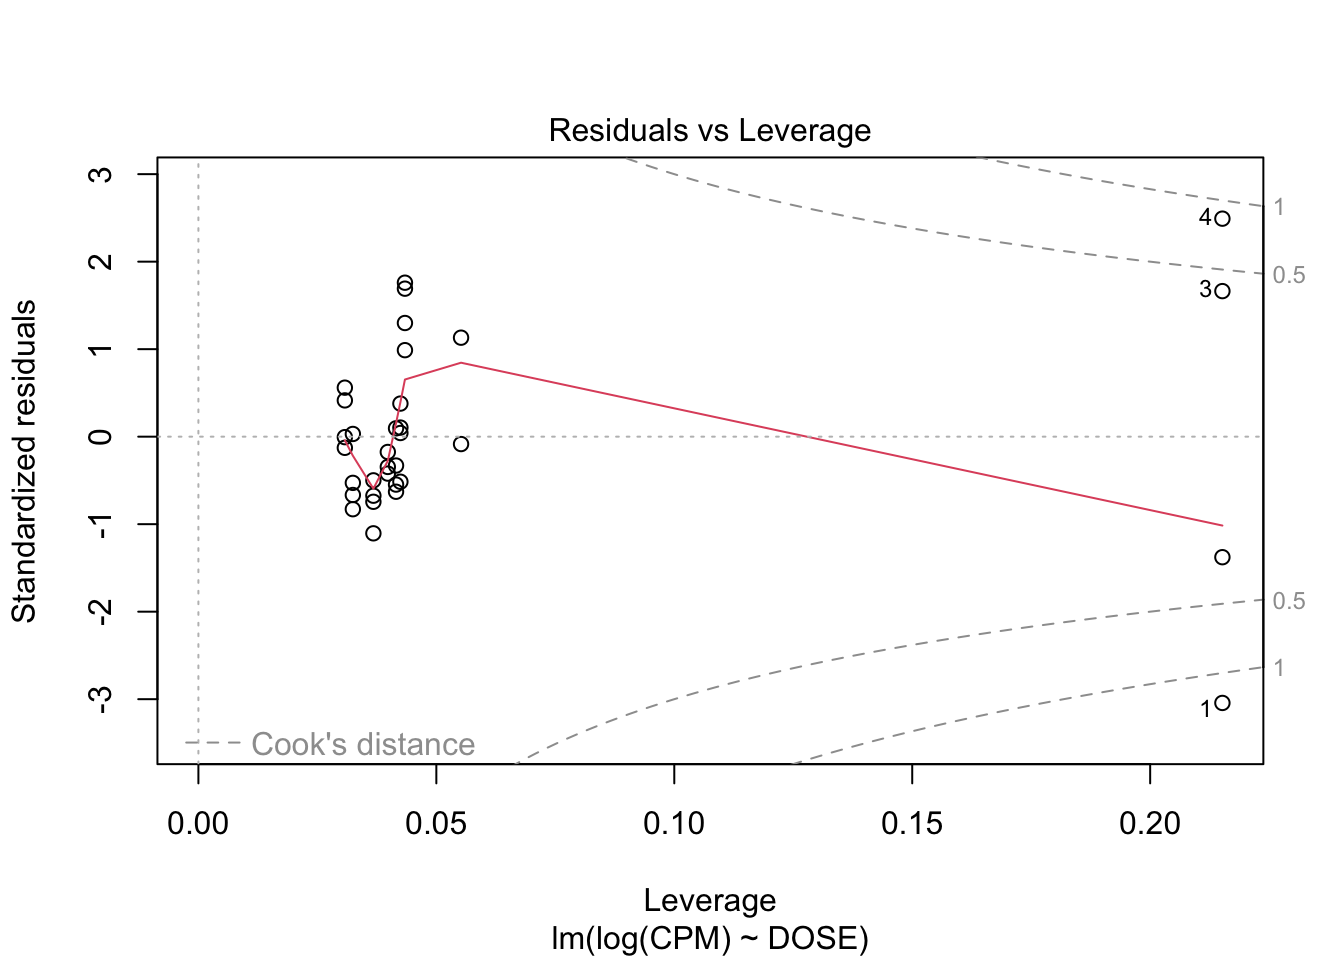 Residuals vs Leverage
Standardized residuals
3
2
1
0
-1
-2
-3
4
3
1
1
0.5
0.5
1
Cook's distance
0.00 0.05 0.10 0.15 0.20
Leverage
lm(log(CPM) ~ DOSE)